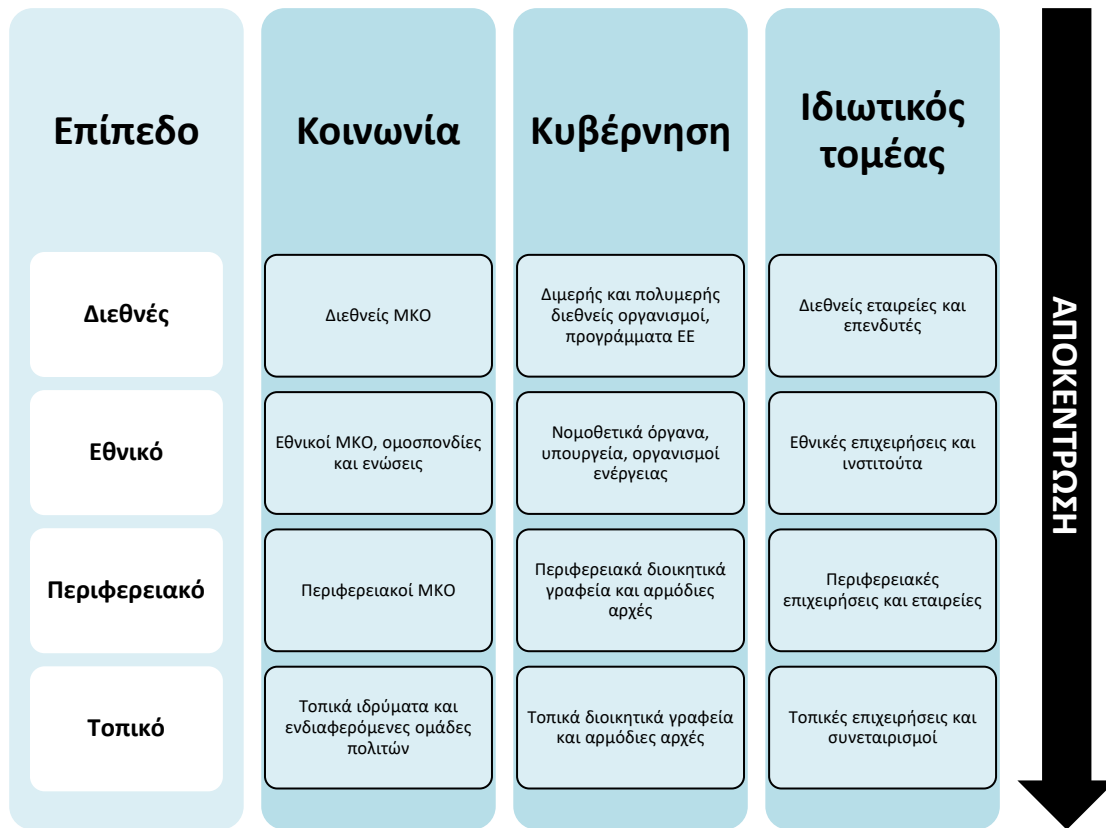 Επίπεδο
Κοινωνία
Κυβέρνηση
Ιδιωτικός
τομέας
Διεθνές
Διεθνείς ΜΚΟ
Διμερής και πολυμερής
διεθνείς οργανισμοί,
προγράμματα ΕΕ
Διεθνείς εταιρείες και
επενδυτές
Εθνικό
Εθνικοί ΜΚΟ, ομοσπονδίες
και ενώσεις
Νομοθετικά όργανα,
υπουργεία, οργανισμοί
ενέργειας
Εθνικές επιχειρήσεις και
ινστιτούτα
Περιφερειακό
Περιφερειακοί ΜΚΟ
Περιφερειακά διοικητικά
γραφεία και αρμόδιες
αρχές
Περιφερειακές
επιχειρήσεις και εταιρείες
Τοπικό
Τοπικά ιδρύματα και
ενδιαφερόμενες ομάδες
πολιτών
Τοπικά διοικητικά γραφεία
και αρμόδιες αρχές
Τοπικές επιχειρήσεις και
συνεταιρισμοί
ΑΠΟΚΕΝΤΡΩΣΗ